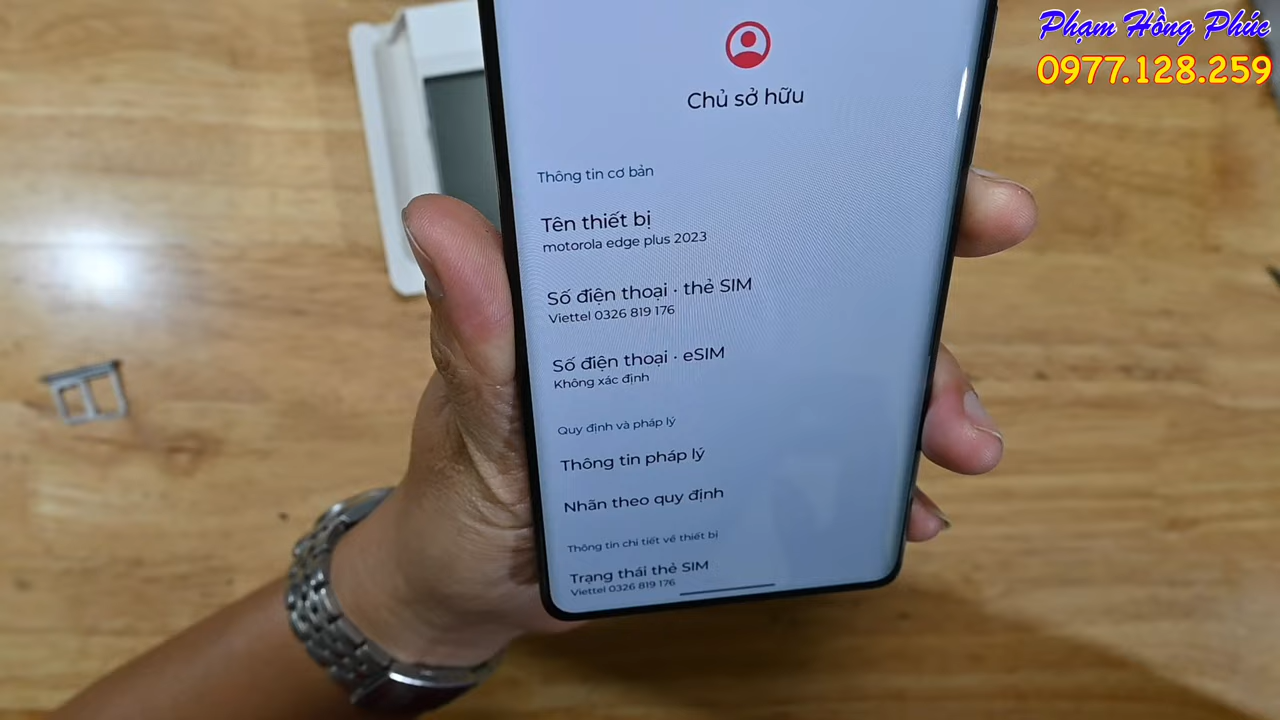 Phạm Hồng Phúc
0977.128.259
Chủ sở hữu
Thông tin cơ bản
Tên thiết bị
motorola edge plus 2023
Số điện thoại · thẻ SIM
Viettel 0326 819 176
Số điện thoại · eSIM
Không xác định
Quy định và pháp lý
Thông tin pháp lý
Nhãn theo quy định
Thông tin chi tiết về thiết bị
Trạng thái thẻ SIM
Viettel 0326 819 176